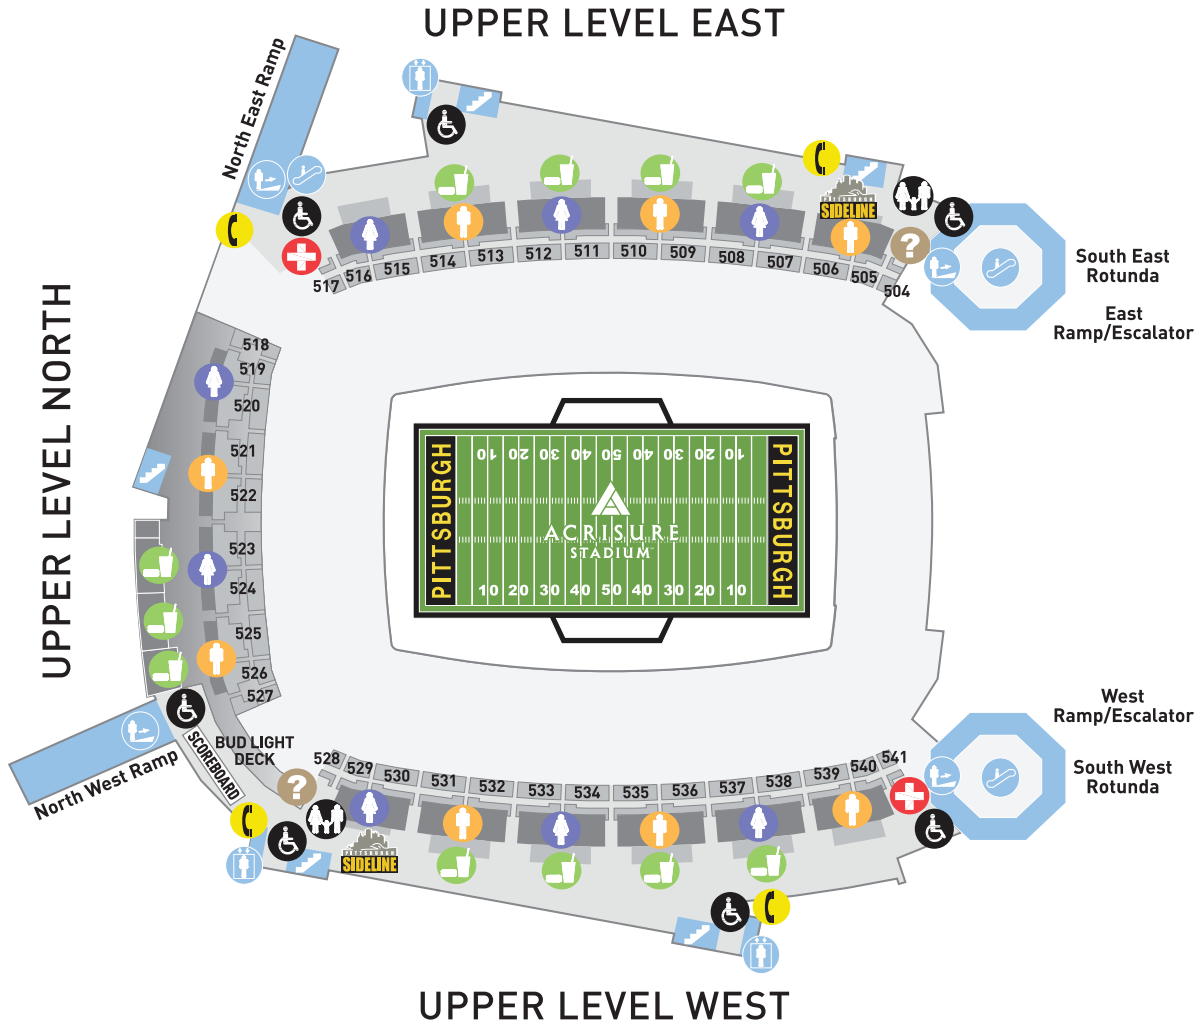 UPPER LEVEL EAST
North East Ramp
PITTSBURGH
SIDELINE
?
South East
Rotunda
East
Ramp/Escalator
517
516
515
514
513
512
511
510
509
508
507
506
505
504
UPPER LEVEL NORTH
518
519
520
521
522
523
524
525
526
527
PITTSBURGH
10 20 30 40 50 40 30 20 10
ACRISURE
STADIUM
10 20 30 40 50 40 30 20 10
PITTSBURGH
West
Ramp/Escalator
South West
Rotunda
North West Ramp
SCOREBOARD
BUD LIGHT
DECK
?
528
529
530
531
532
533
534
535
536
537
538
539
540
541
PITTSBURGH
SIDELINE
UPPER LEVEL WEST